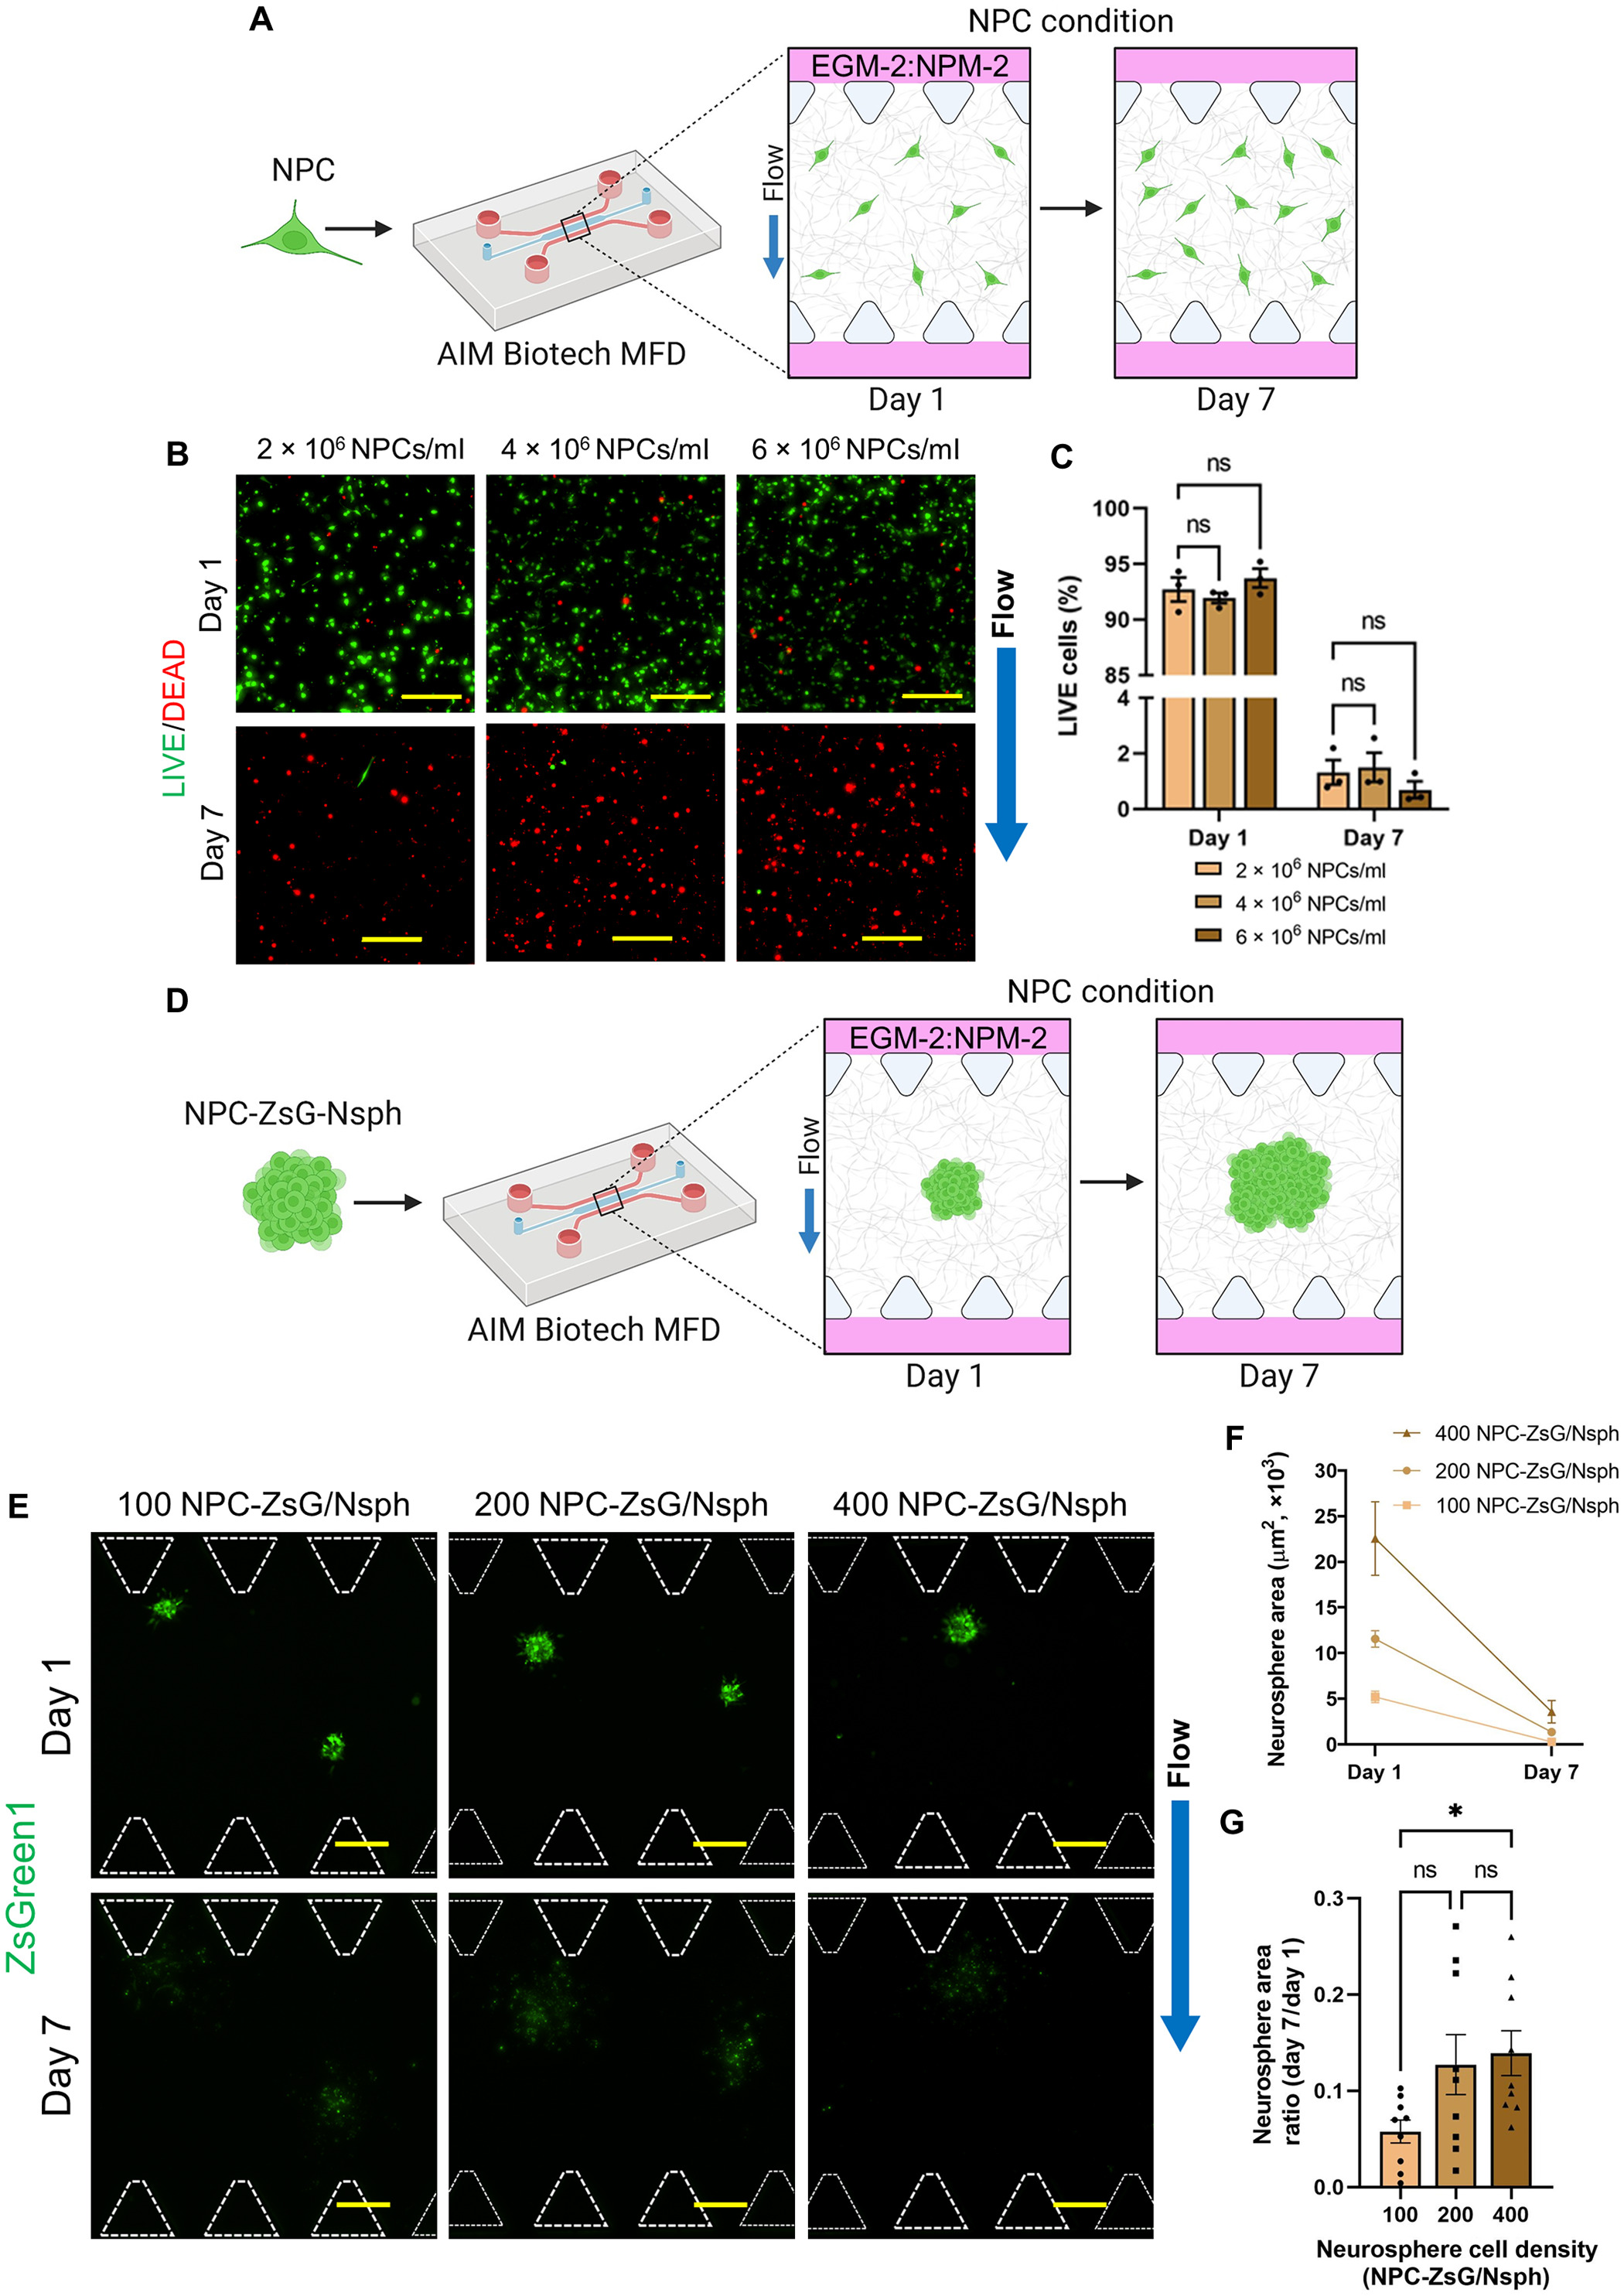 A
NPC condition
EGM-2:NPM-2
NPC
Flow
AIM Biotech MFD
Day 1
Day 7
B
2 × 10⁶ NPCs/ml
4 × 10⁶ NPCs/ml
6 × 10⁶ NPCs/ml
LIVE/DEAD
Day 1
Day 7
Flow
C
ns
ns
ns
ns
LIVE cells (%)
100
95
90
85
4
2
0
Day 1
Day 7
2 × 10⁶ NPCs/ml
4 × 10⁶ NPCs/ml
6 × 10⁶ NPCs/ml
D
NPC condition
EGM-2:NPM-2
NPC-ZsG-Nsph
Flow
AIM Biotech MFD
Day 1
Day 7
E
100 NPC-ZsG/Nsph
200 NPC-ZsG/Nsph
400 NPC-ZsG/Nsph
ZsGreen1
Day 1
Day 7
Flow
F
400 NPC-ZsG/Nsph
200 NPC-ZsG/Nsph
100 NPC-ZsG/Nsph
Neurosphere area (μm², ×10³)
30
25
20
15
10
5
0
Day 1
Day 7
G
*
ns
ns
Neurosphere area
ratio (day 7/day 1)
0.3
0.2
0.1
0.0
100
200
400
Neurosphere cell density
(NPC-ZsG/Nsph)